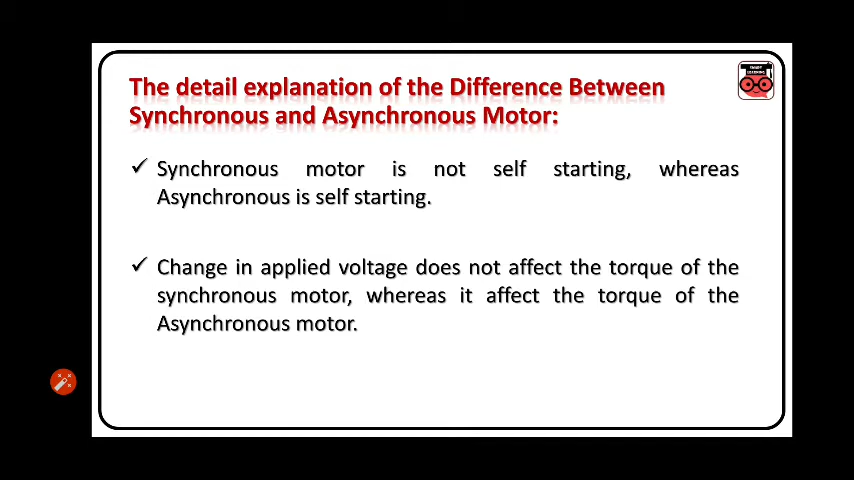 The detail explanation of the Difference Between
Synchronous and Asynchronous Motor:
SMART
LEARNING
✓ Synchronous motor is not self starting, whereas
Asynchronous is self starting.
✓ Change in applied voltage does not affect the torque of the
synchronous motor, whereas it affect the torque of the
Asynchronous motor.